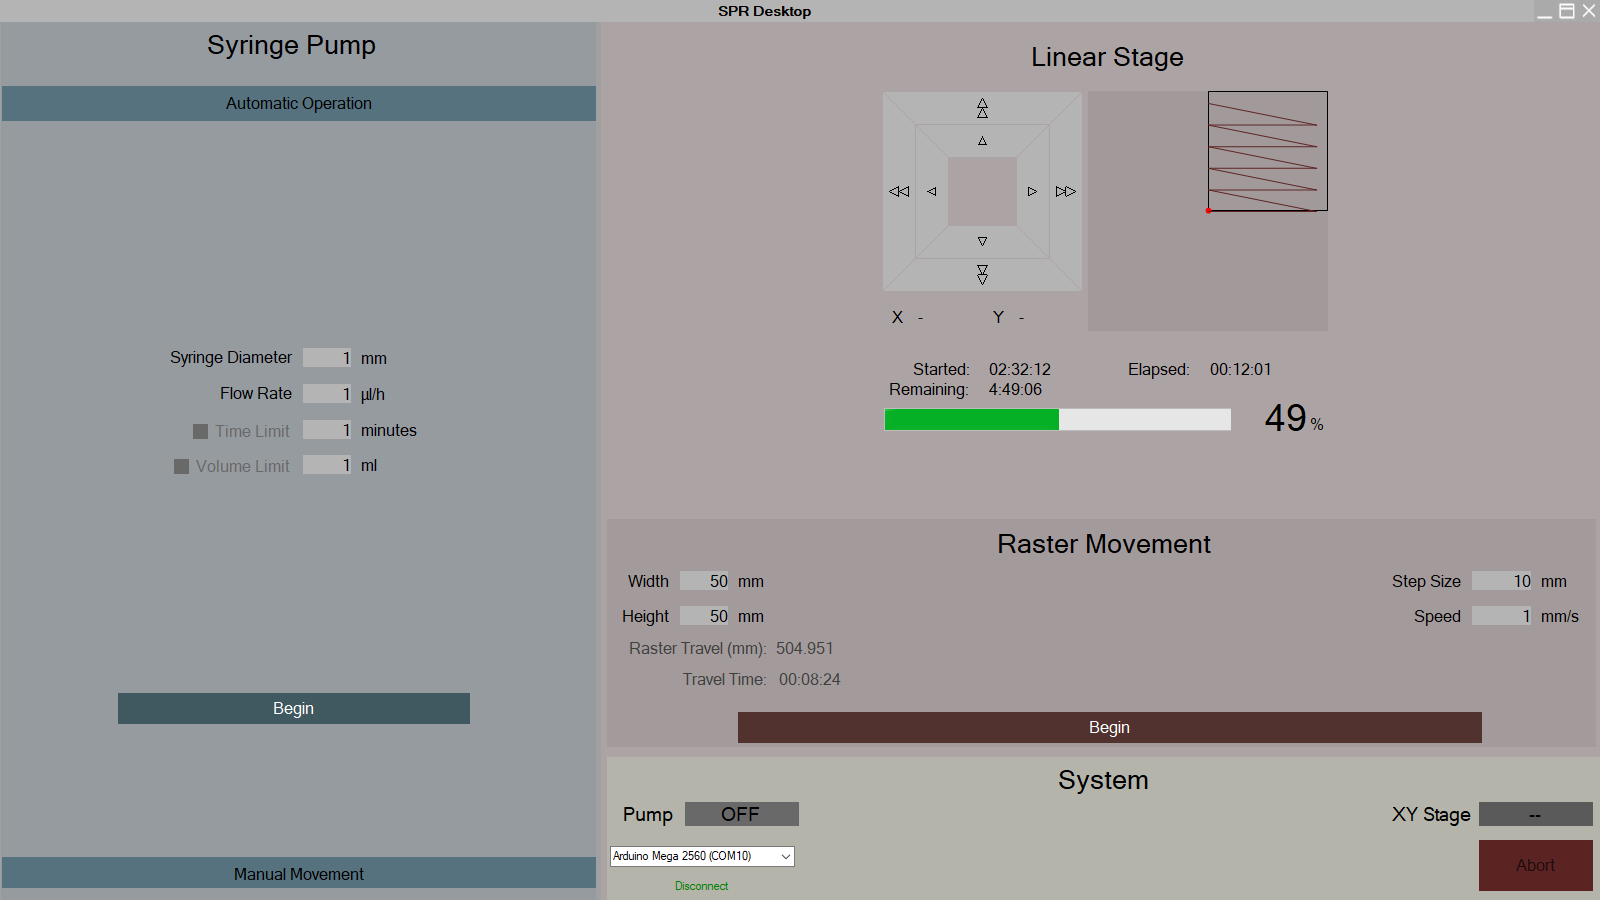 SPR Desktop
Syringe Pump
Automatic Operation
Syringe Diameter 1 mm
Flow Rate 1 µl/h
Time Limit 1 minutes
Volume Limit 1 ml
Begin
Manual Movement
Linear Stage
X - Y -
Started: 02:32:12 Elapsed: 00:12:01
Remaining: 4:49:06
49 %
Raster Movement
Width 50 mm Step Size 10 mm
Height 50 mm Speed 1 mm/s
Raster Travel (mm): 504.951
Travel Time: 00:08:24
Begin
System
Pump OFF XY Stage --
Arduino Mega 2560 (COM10)
Abort
Disconnect